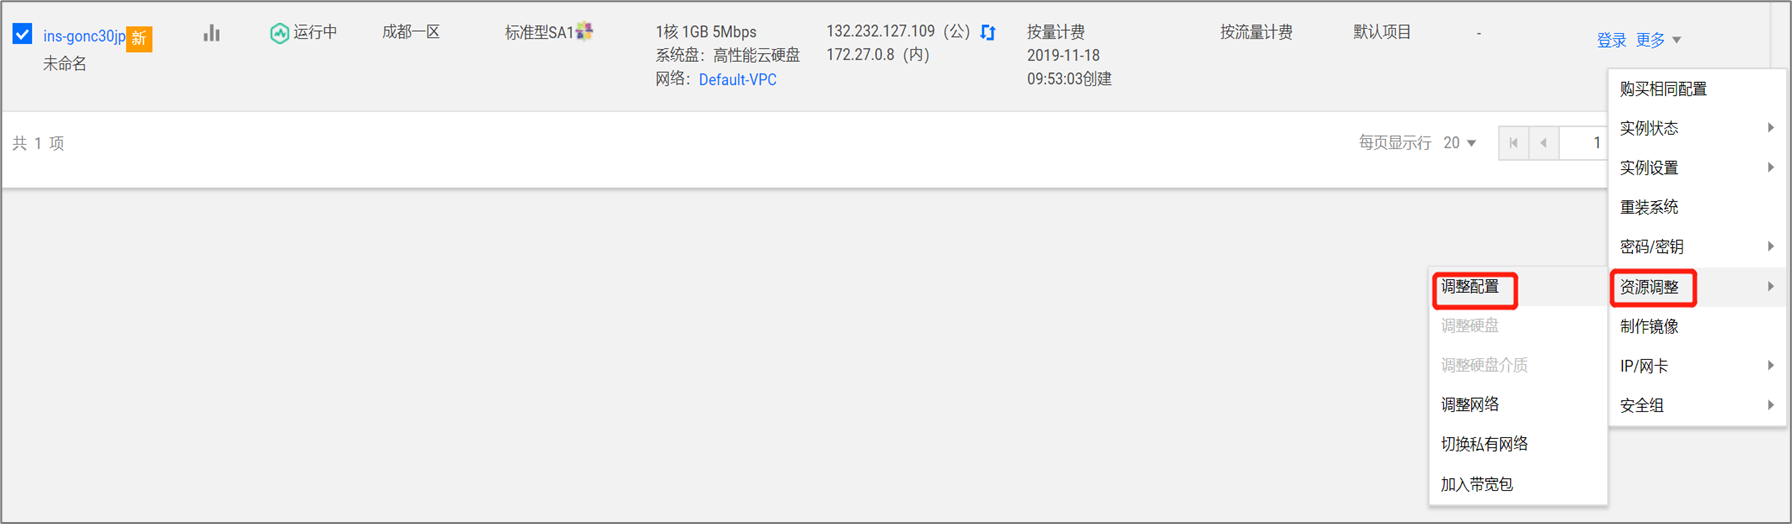 ins-gonc30jp 新
未命名
运行中
成都一区
标准型SA1
1核 1GB 5Mbps
系统盘：高性能云硬盘
网络：Default-VPC
132.232.127.109（公）
172.27.0.8（内）
按量计费
2019-11-18
09:53:03创建
按流量计费
默认项目
-
登录 更多
共 1 项
每页显示行 20
1
购买相同配置
实例状态
实例设置
重装系统
密码/密钥
资源调整
制作镜像
IP/网卡
安全组
调整配置
调整硬盘
调整硬盘介质
调整网络
切换私有网络
加入带宽包